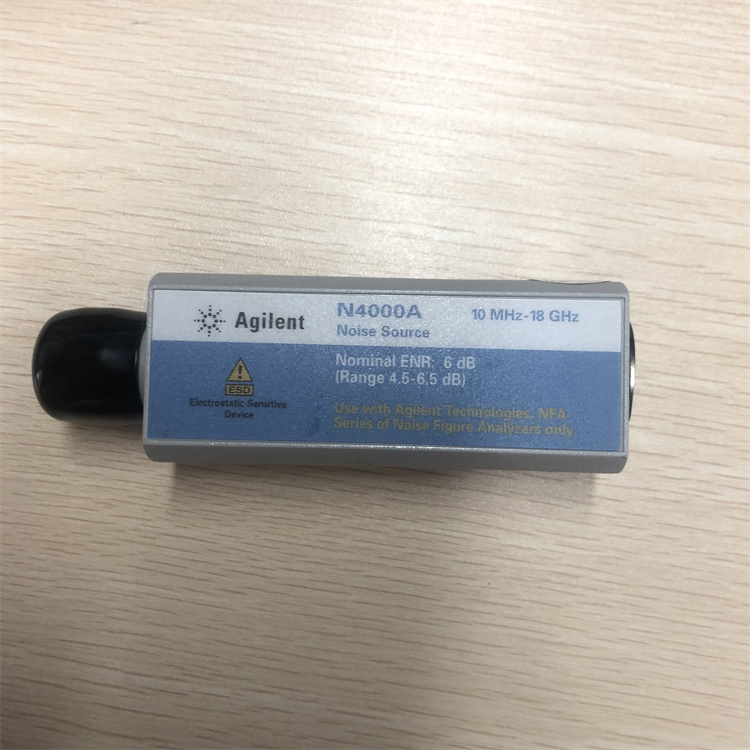 Agilent
N4000A
10 MHz-18 GHz
Noise Source
Nominal ENR: 6 dB
(Range 4.5-6.5 dB)
ESD
Electrostatic Sensitive
Device
Use with Agilent Technologies, NFA
Series of Noise Figure Analyzers only